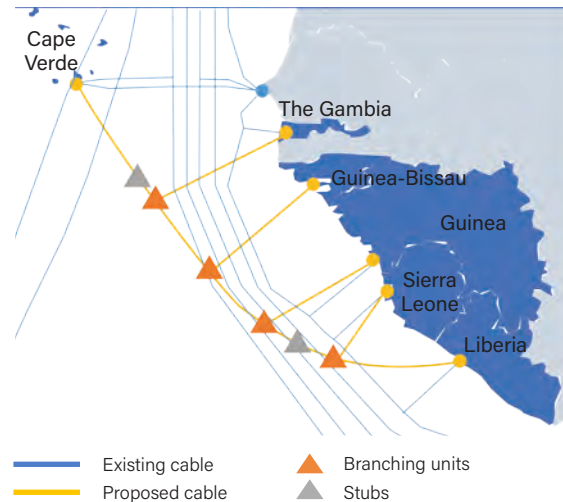 Cape
Verde
The Gambia
Guinea-Bissau
Guinea
Sierra
Leone
Liberia
Existing cable
Branching units
Proposed cable
Stubs